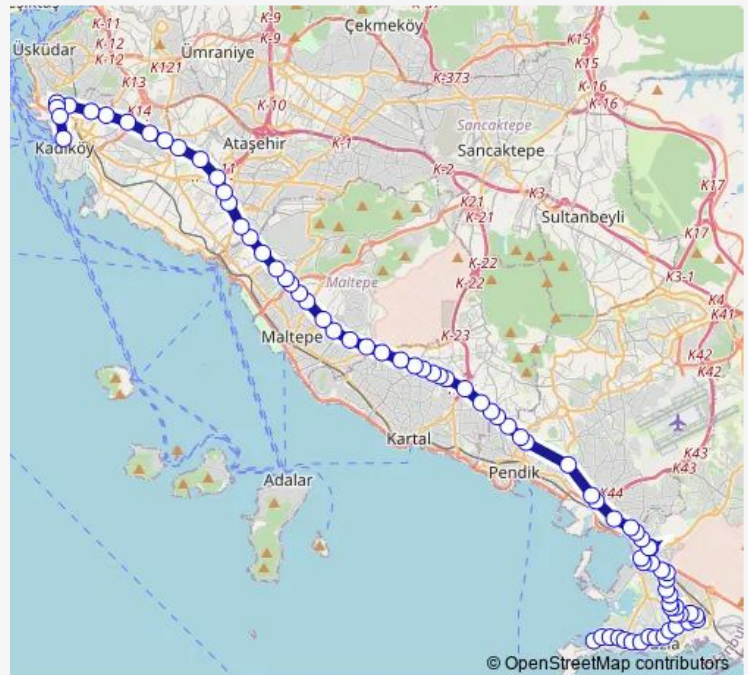 K-11
K-9
Çekmeköy
Üsküdar
K-12
K-9
Ümraniye
K15
K-12
K121
K15
K13
K-373
K-16
K14
K-10
K-16
Sancaktepe
Ataşehir
K-1
Sancaktepe
Kadıköy
K-2
K17
K3
K21
K-21
Sultanbeyli
K17
K-22
K3-1
Maltepe
K-22
K4
K41
K-23
Maltepe
K42
K42
Kartal
K43
Pendik
K43
Adalar
K44
© OpenStreetMap contributors